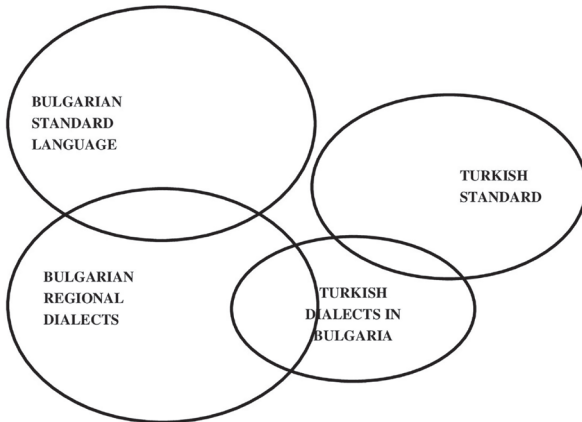 BULGARIAN
STANDARD
LANGUAGE
TURKISH
STANDARD
BULGARIAN
REGIONAL
DIALECTS
TURKISH
DIALECTS IN
BULGARIA